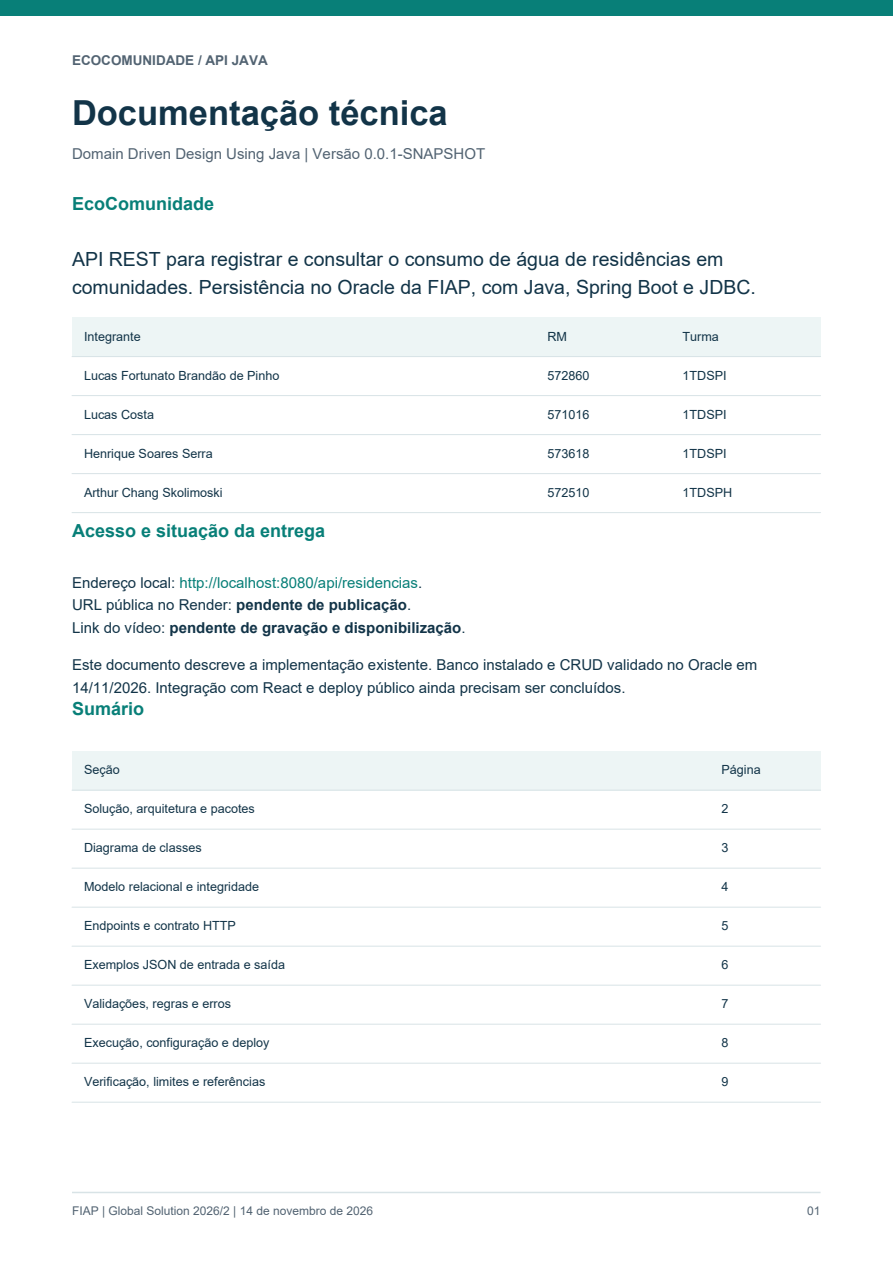 ECOCOMUNIDADE / API JAVA
Documentação técnica
Domain Driven Design Using Java | Versão 0.0.1-SNAPSHOT
EcoComunidade
API REST para registrar e consultar o consumo de água de residências em
comunidades. Persistência no Oracle da FIAP, com Java, Spring Boot e JDBC.
Integrante RM Turma
Lucas Fortunato Brandão de Pinho 572860 1TDSPI
Lucas Costa 571016 1TDSPI
Henrique Soares Serra 573618 1TDSPI
Arthur Chang Skolimoski 572510 1TDSPH
Acesso e situação da entrega
Endereço local: http://localhost:8080/api/residencias.
URL pública no Render: pendente de publicação.
Link do vídeo: pendente de gravação e disponibilização.
Este documento descreve a implementação existente. Banco instalado e CRUD validado no Oracle em
14/11/2026. Integração com React e deploy público ainda precisam ser concluídos.
Sumário
Seção Página
Solução, arquitetura e pacotes 2
Diagrama de classes 3
Modelo relacional e integridade 4
Endpoints e contrato HTTP 5
Exemplos JSON de entrada e saída 6
Validações, regras e erros 7
Execução, configuração e deploy 8
Verificação, limites e referências 9
FIAP | Global Solution 2026/2 | 14 de novembro de 2026 01